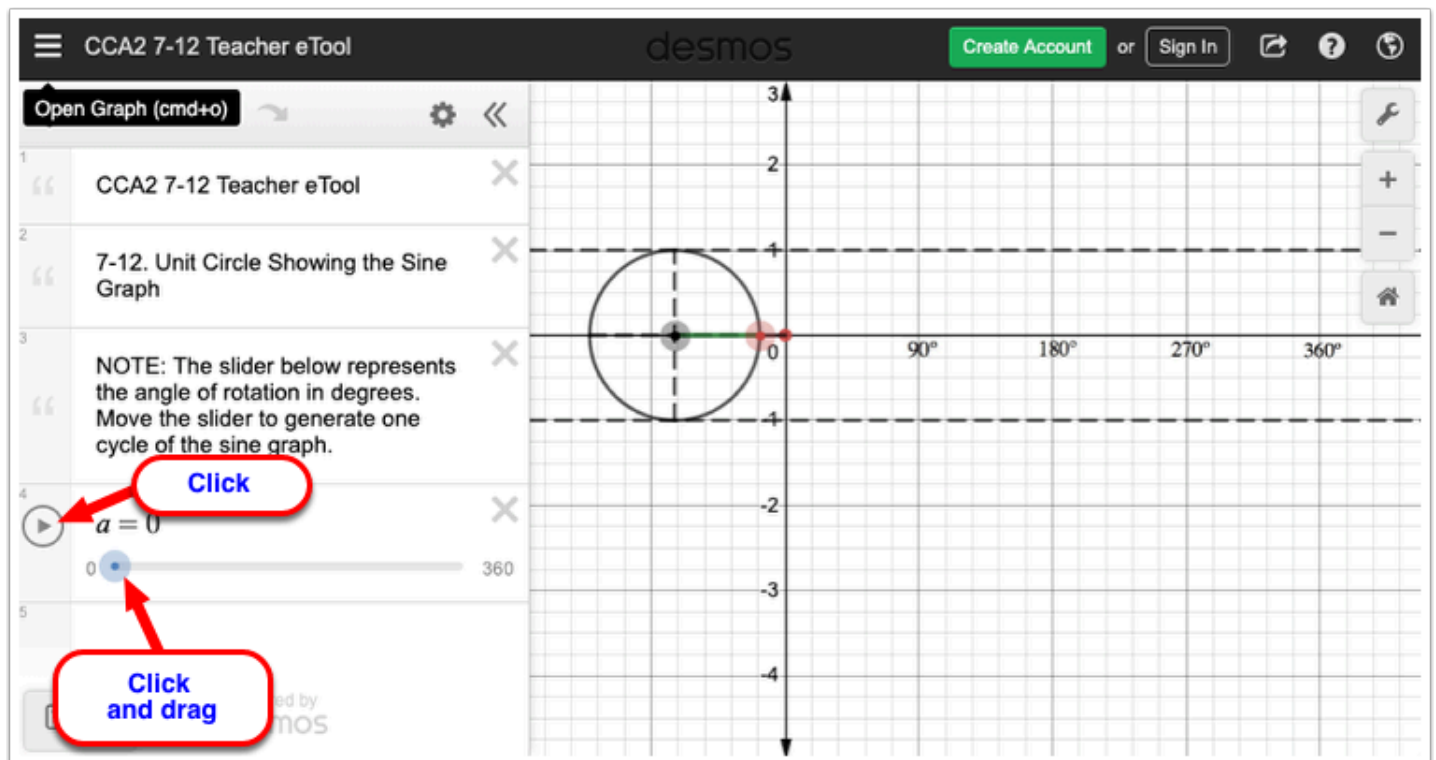 CCA2 7-12 Teacher eTool
desmos
Create Account or Sign In
Open Graph (cmd+o)
1
CCA2 7-12 Teacher eTool
2
7-12. Unit Circle Showing the Sine
Graph
3
NOTE: The slider below represents
the angle of rotation in degrees.
Move the slider to generate one
cycle of the sine graph.
Click
4
a = 0
0
360
5
Click
and drag
ed by
mos
3
2
1
0
90°
180°
270°
360°
-1
-2
-3
-4